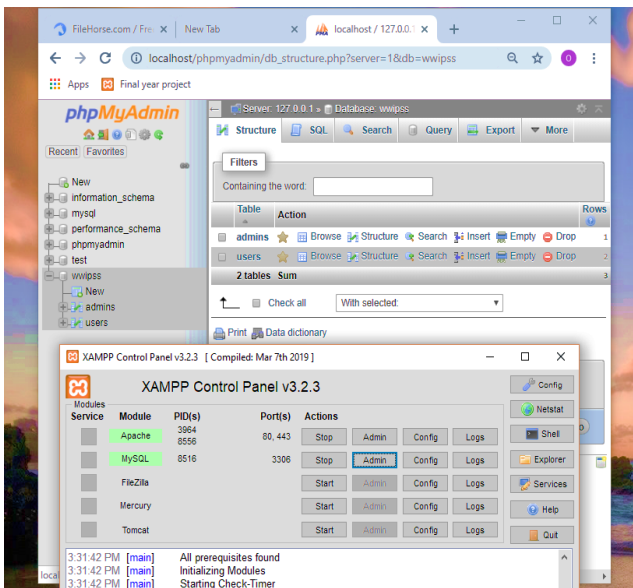 FileHorse.com / Fre
New Tab
localhost / 127.0.0.1
localhost/phpmyadmin/db_structure.php?server=1&db=wwipss
O
Apps
Final year project
phpMyAdmin
Recent Favorites
New
information_schema
mysql
performance_schema
phpmyadmin
test
wwipss
New
admins
users
Server: 127.0.0.1 » Database: wwipss
Structure SQL Search Query Export More
Filters
Containing the word:
Table Action Rows
admins Browse Structure Search Insert Empty Drop 1
users Browse Structure Search Insert Empty Drop 2
2 tables Sum 3
Check all With selected:
Print Data dictionary
XAMPP Control Panel v3.2.3 [ Compiled: Mar 7th 2019 ]
XAMPP Control Panel v3.2.3
Modules
Service Module PID(s) Port(s) Actions
Apache 3964 8556 80, 443 Stop Admin Config Logs
MySQL 8516 3306 Stop Admin Config Logs
FileZilla Start Admin Config Logs
Mercury Start Admin Config Logs
Tomcat Start Admin Config Logs
Config
Netstat
Shell
Explorer
Services
Help
Quit
3:31:42 PM [main] All prerequisites found
3:31:42 PM [main] Initializing Modules
3:31:42 PM [main] Starting Check-Timer
local